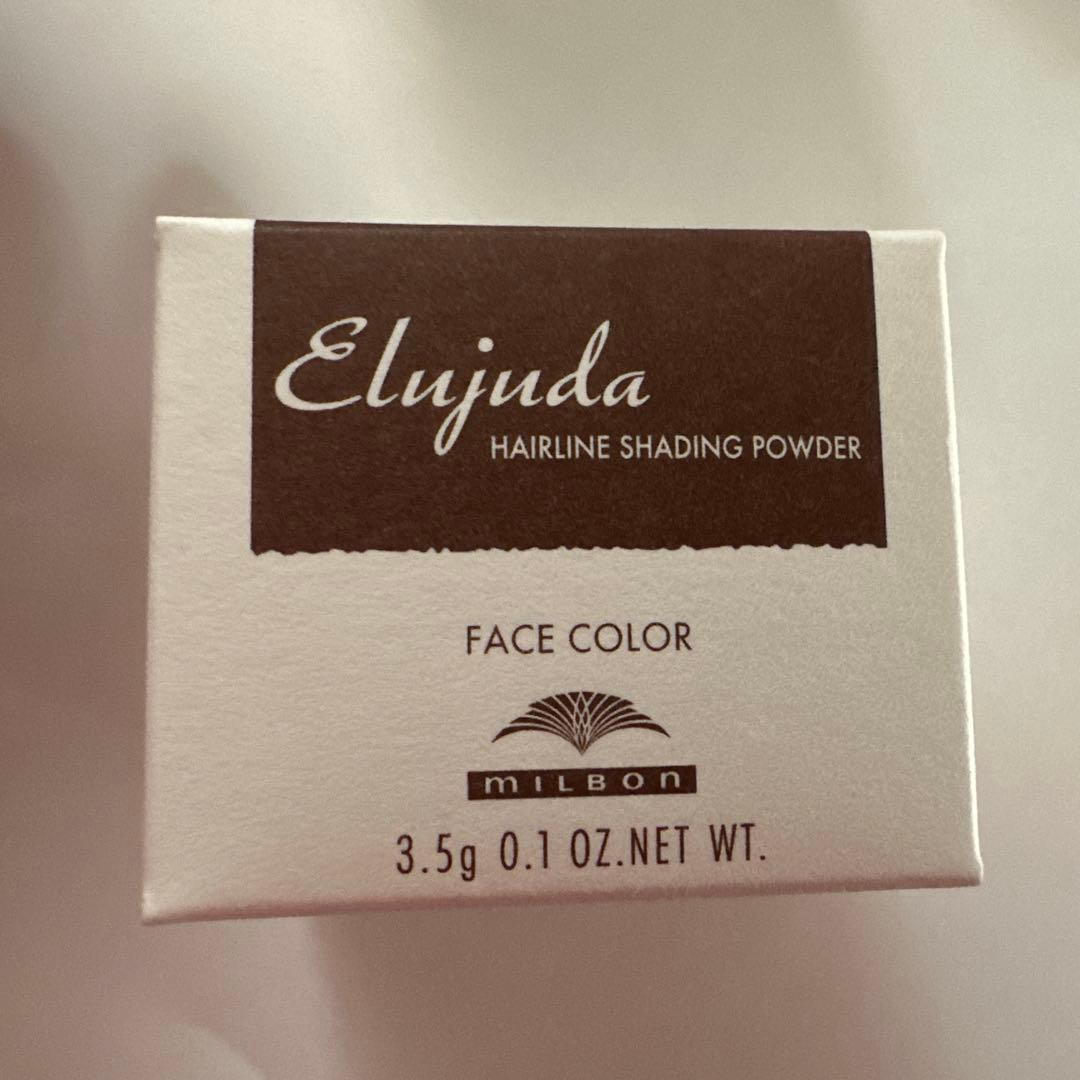 Elujuda
HAIRLINE SHADING POWDER
FACE COLOR
MILBON
3.5g 0.1 OZ.NET WT.